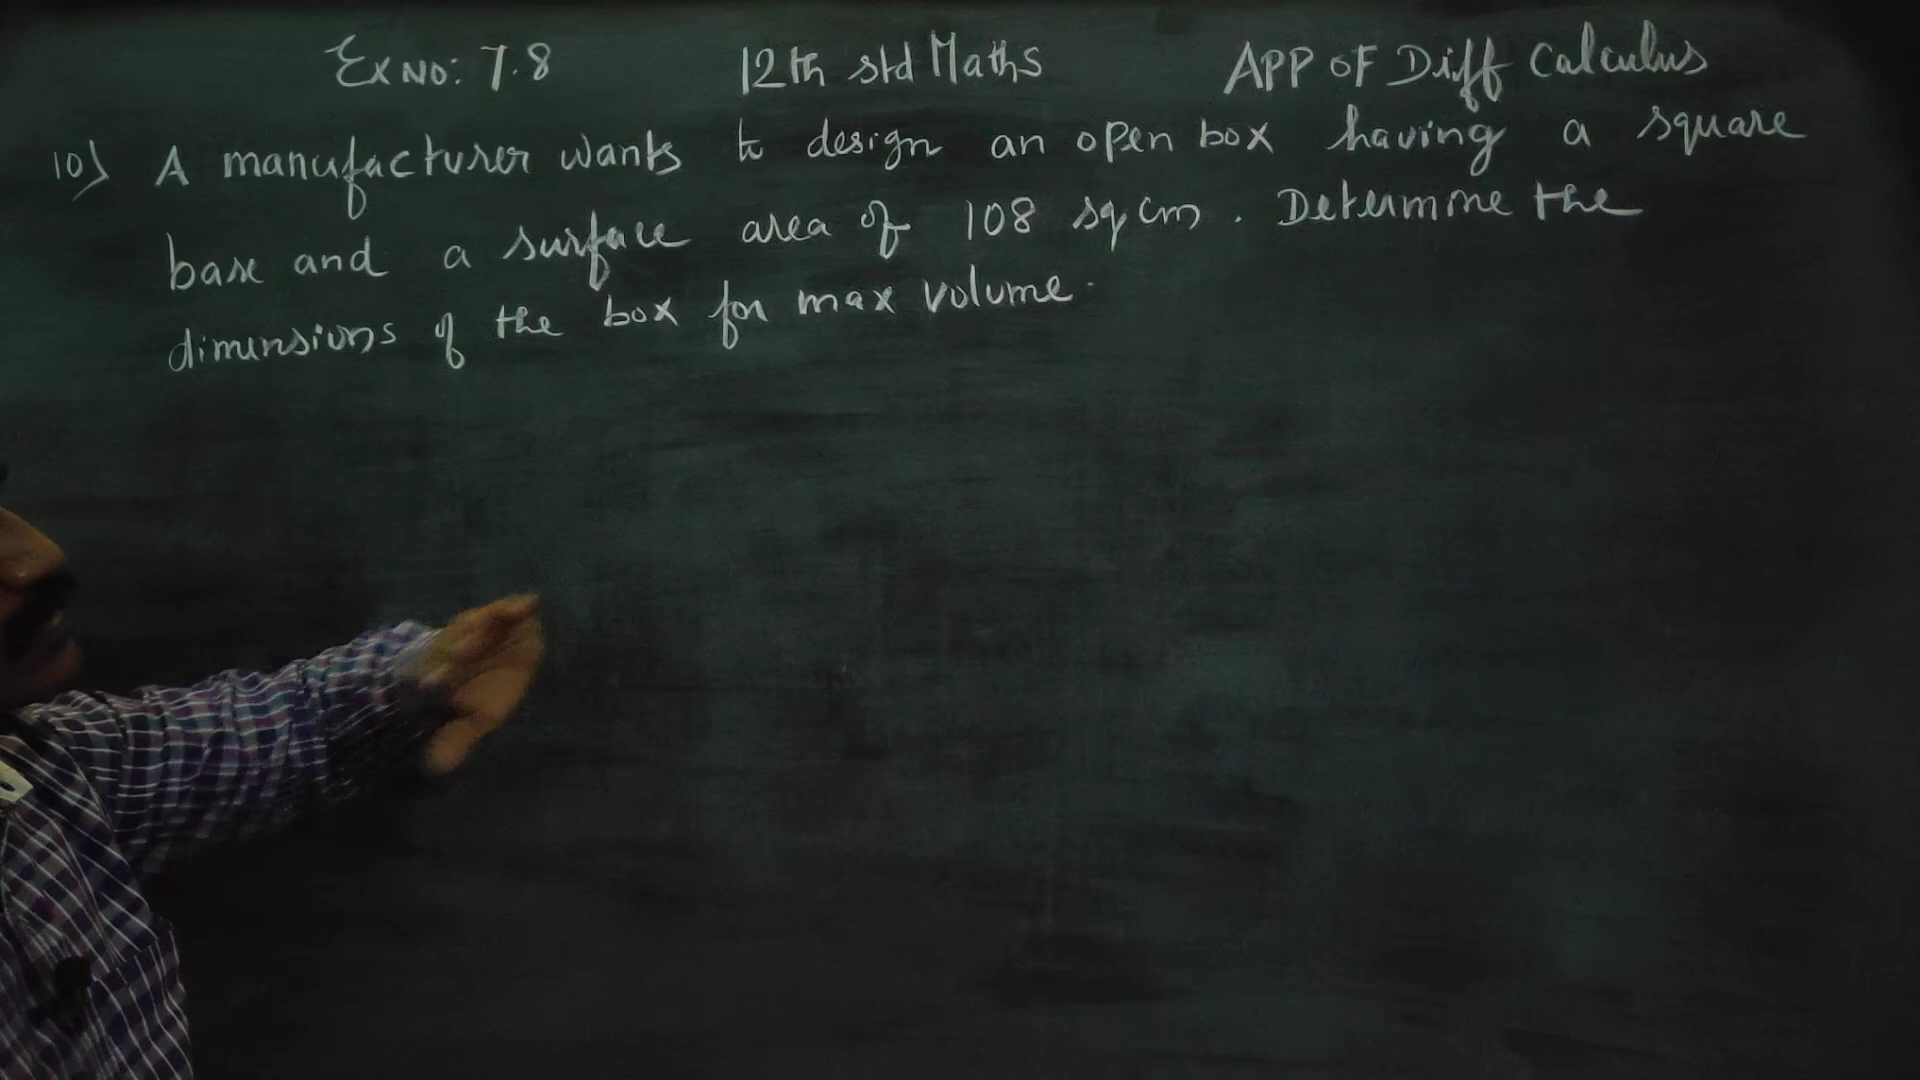 Ex No: 7.8 12th std Maths APP OF Diff Calculus
10) A manufacturer wants to design an open box having a square
base and a surface area of 108 sq cm. Determine the
dimensions of the box for max volume.